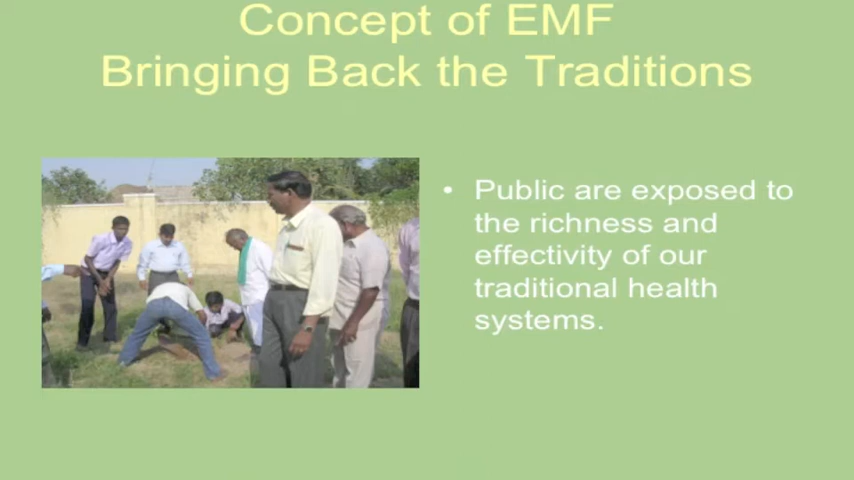 Concept of EMF
Bringing Back the Traditions
• Public are exposed to
the richness and
effectivity of our
traditional health
systems.